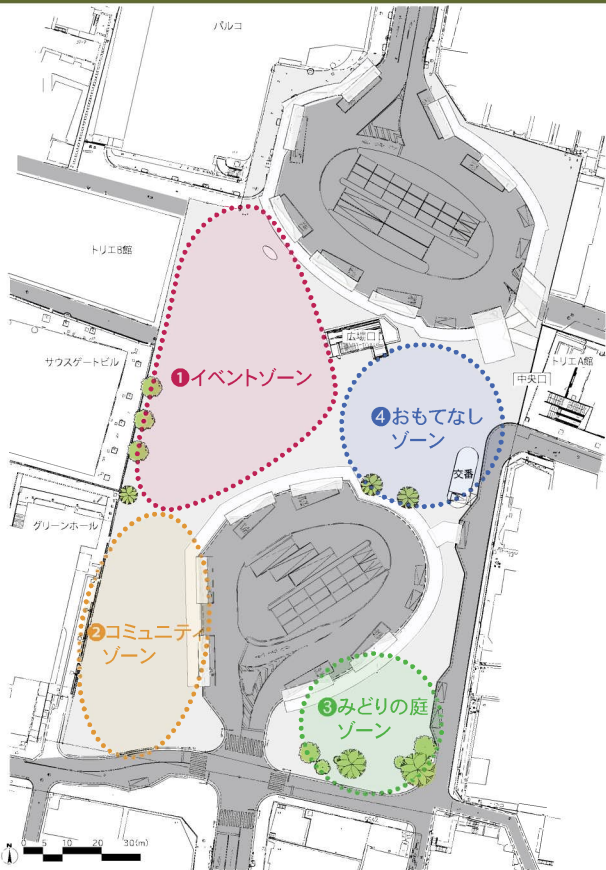 パルコ
トリエB館
広場口
サウスゲートビル
トリエA館
中央口
❶イベントゾーン
❹おもてなし
ゾーン
交番
グリーンホール
❷コミュニティ
ゾーン
❸みどりの庭
ゾーン
0 5 10 20 30(m)
N